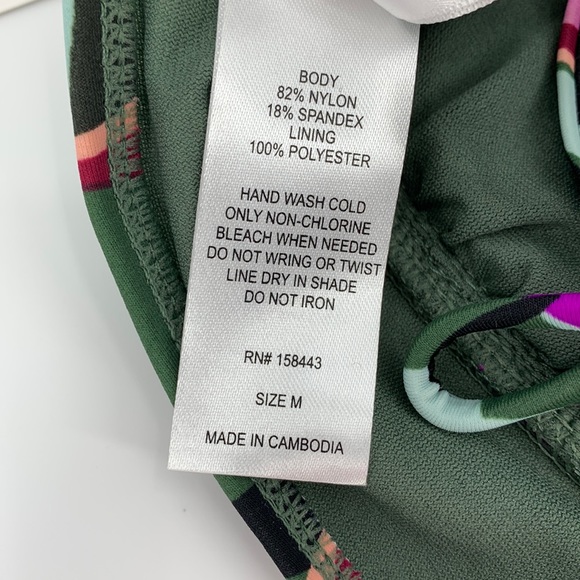 BODY
82% NYLON
18% SPANDEX
LINING
100% POLYESTER
HAND WASH COLD
ONLY NON-CHLORINE
BLEACH WHEN NEEDED
DO NOT WRING OR TWIST
LINE DRY IN SHADE
DO NOT IRON
RN# 158443
SIZE M
MADE IN CAMBODIA